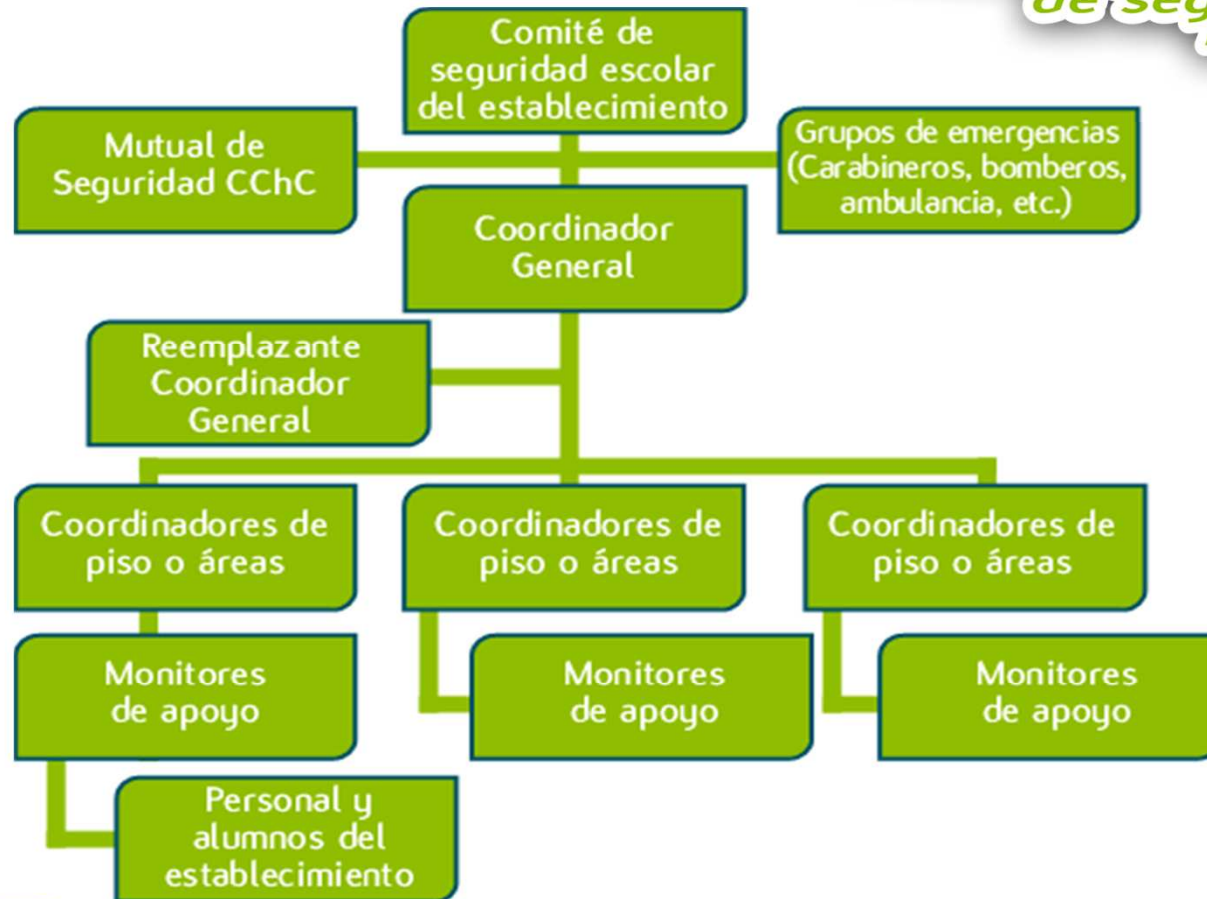 Comité de
seguridad escolar
del establecimiento
Mutual de
Seguridad CChC
Grupos de emergencias
(Carabineros, bomberos,
ambulancia, etc.)
Coordinador
General
Reemplazante
Coordinador
General
Coordinadores de
piso o áreas
Coordinadores de
piso o áreas
Coordinadores de
piso o áreas
Monitores
de apoyo
Monitores
de apoyo
Monitores
de apoyo
Personal y
alumnos del
establecimiento